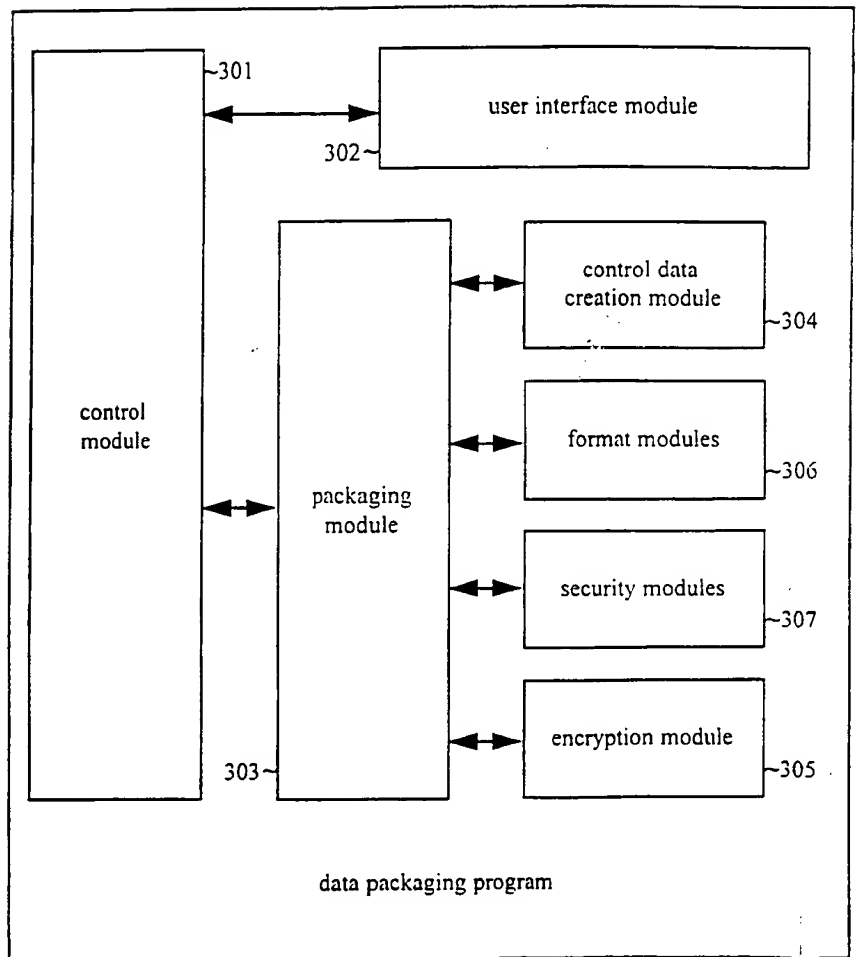 301
user interface module
302
control data
creation module
304
control
module
format modules
306
packaging
module
security modules
307
encryption module
303
305
data packaging program